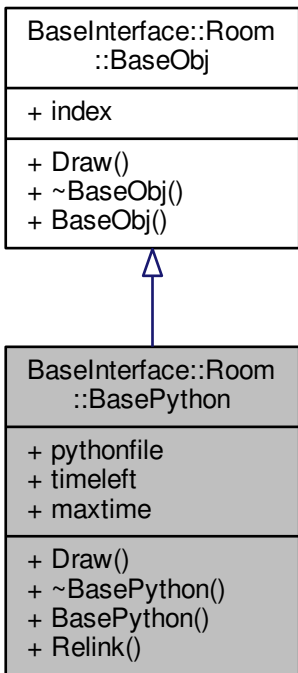 BaseInterface::Room
::BaseObj
+ index
+ Draw()
+ ~BaseObj()
+ BaseObj()
BaseInterface::Room
::BasePython
+ pythonfile
+ timeleft
+ maxtime
+ Draw()
+ ~BasePython()
+ BasePython()
+ Relink()